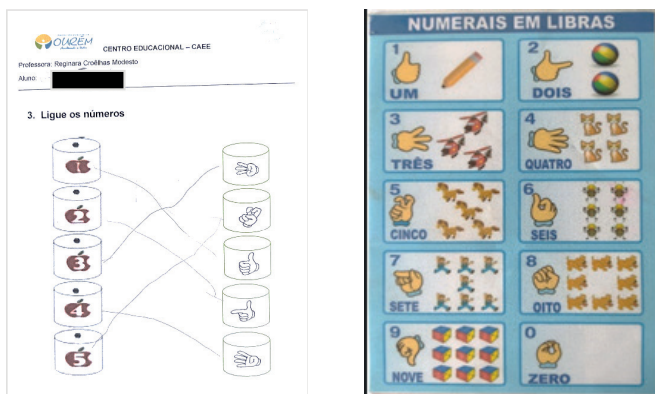 OURÉM
CENTRO EDUCACIONAL – CAEE
Professora: Reginara Croêlhas Modesto
Aluno:
3. Ligue os números
1
2
3
4
5
NUMERAIS EM LIBRAS
1
UM
2
DOIS
3
TRÊS
4
QUATRO
5
CINCO
6
SEIS
7
SETE
8
OITO
9
NOVE
0
ZERO